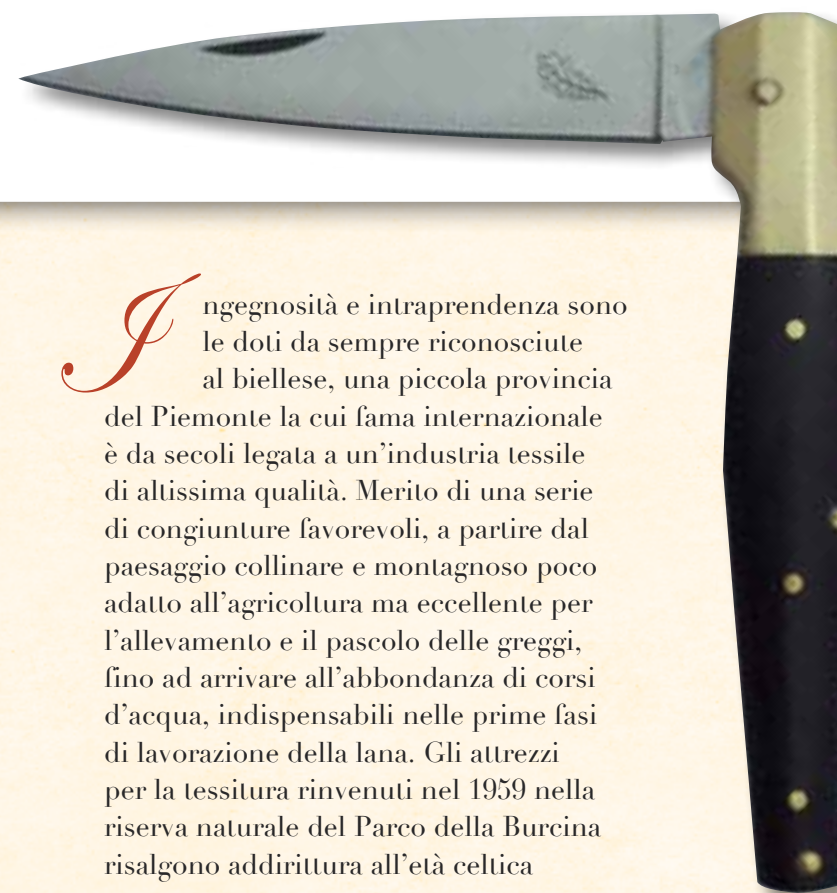 Ingegnosità e intraprendenza sono
le doti da sempre riconosciute
al biellese, una piccola provincia
del Piemonte la cui fama internazionale
è da secoli legata a un’industria tessile
di altissima qualità. Merito di una serie
di congiunture favorevoli, a partire dal
paesaggio collinare e montagnoso poco
adatto all’agricoltura ma eccellente per
l’allevamento e il pascolo delle greggi,
fino ad arrivare all’abbondanza di corsi
d’acqua, indispensabili nelle prime fasi
di lavorazione della lana. Gli attrezzi
per la tessitura rinvenuti nel 1959 nella
riserva naturale del Parco della Burcina
risalgono addirittura all’età celtica